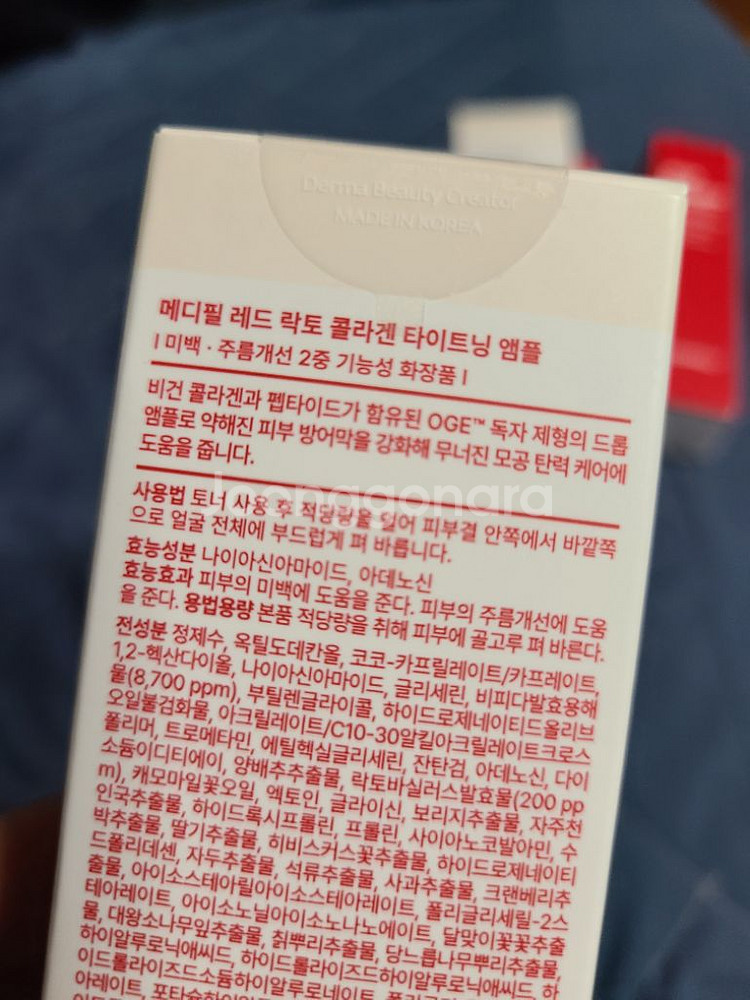 Derma Beauty Creator
MADE IN KOREA
메디필 레드 락토 콜라겐 타이트닝 앰플
I 미백 · 주름개선 2중 기능성 화장품 I
비건 콜라겐과 펩타이드가 함유된 OGE™ 독자 제형의 드롭
앰플로 약해진 피부 방어막을 강화해 무너진 모공 탄력 케어에
도움을 줍니다.
Joonggonara
사용법 토너 사용 후 적당량을 덜어 피부결 안쪽에서 바깥쪽
으로 얼굴 전체에 부드럽게 펴 바릅니다.
효능성분 나이아신아마이드, 아데노신
효능효과 피부의 미백에 도움을 준다. 피부의 주름개선에 도움
을 준다. 용법용량 본품 적당량을 취해 피부에 골고루 펴 바른다.
전성분 정제수, 옥틸도데칸올, 코코-카프릴레이트/카프레이트,
1,2-헥산다이올, 나이아신아마이드, 글리세린, 비피다발효용해
물(8,700 ppm), 부틸렌글라이콜, 하이드로제네이티드올리브
오일불검화물, 아크릴레이트/C10-30알킬아크릴레이트크로스
폴리머, 트로메타민, 에틸헥실글리세린, 잔탄검, 아데노신, 다이
소듐이디티에이, 양배추추출물, 락토바실러스발효물(200 pp
m), 캐모마일꽃오일, 액토인, 글라이신, 보리지추출물, 자주천
인국추출물, 하이드록시프롤린, 프롤린, 사이아노코발아민, 수
박추출물, 딸기추출물, 히비스커스꽃추출물, 하이드로제네이티
드폴리데센, 자두추출물, 석류추출물, 사과추출물, 크랜베리추
출물, 아이소스테아릴아이소스테아레이트, 폴리글리세릴-2스
테아레이트, 아이소노닐아이소노나노에이트, 달맞이꽃꽃추출
물, 대왕소나무잎추출물, 칡뿌리추출물, 당느릅나무뿌리추출물,
하이알루로닉애씨드, 하이드롤라이즈드하이알루로닉애씨드, 하
이드롤라이즈드소듐하이알루로네이트,
아레이트,